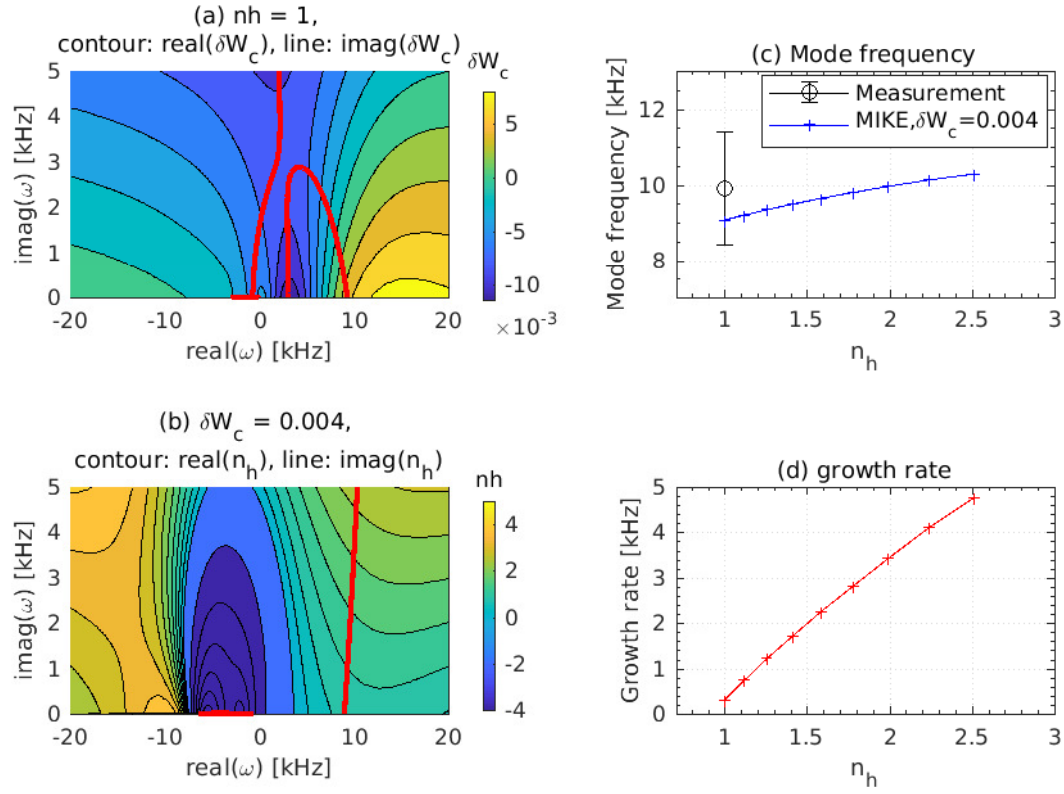 (a) nh = 1,
contour: real(δW_c), line: imag(δW_c)
δW_c
5
4
3
2
1
0
imag(ω) [kHz]
-20 -10 0 10 20
real(ω) [kHz]
5
0
-5
-10
×10^-3
(c) Mode frequency
Measurement
MIKE,δW_c=0.004
12
10
8
Mode frequency [kHz]
1 1.5 2 2.5 3
n_h
(b) δW_c = 0.004,
contour: real(n_h), line: imag(n_h)
nh
5
4
3
2
1
0
imag(ω) [kHz]
-20 -10 0 10 20
real(ω) [kHz]
4
2
0
-2
-4
(d) growth rate
5
4
3
2
1
0
Growth rate [kHz]
1 1.5 2 2.5 3
n_h